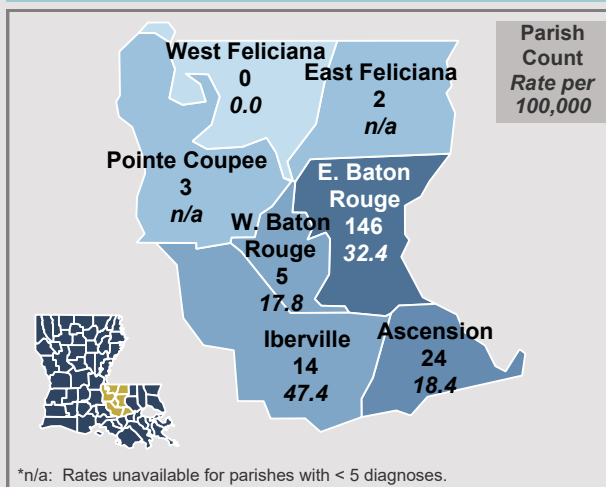 Parish
Count
Rate per
100,000
West Feliciana
0
0.0
East Feliciana
2
n/a
Pointe Coupee
3
n/a
E. Baton
Rouge
146
32.4
W. Baton
Rouge
5
17.8
Iberville
14
47.4
Ascension
24
18.4
*n/a: Rates unavailable for parishes with < 5 diagnoses.